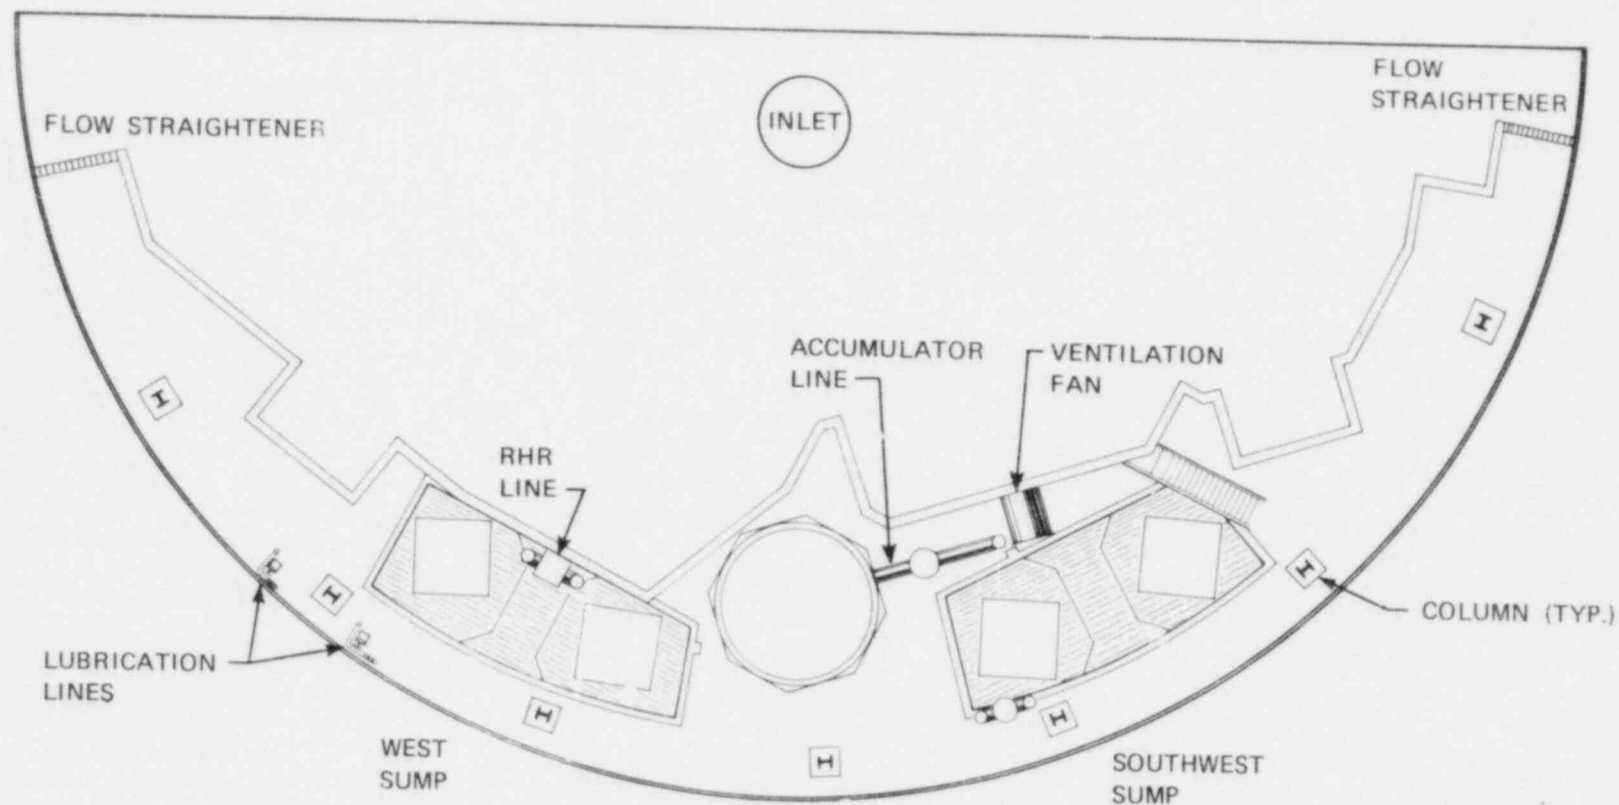 FLOW
STRAIGHTENER
FLOW STRAIGHTENER
INLET
ACCUMULATOR
LINE
VENTILATION
FAN
RHR
LINE
COLUMN (TYP.)
LUBRICATION
LINES
WEST
SUMP
SOUTHWEST
SUMP